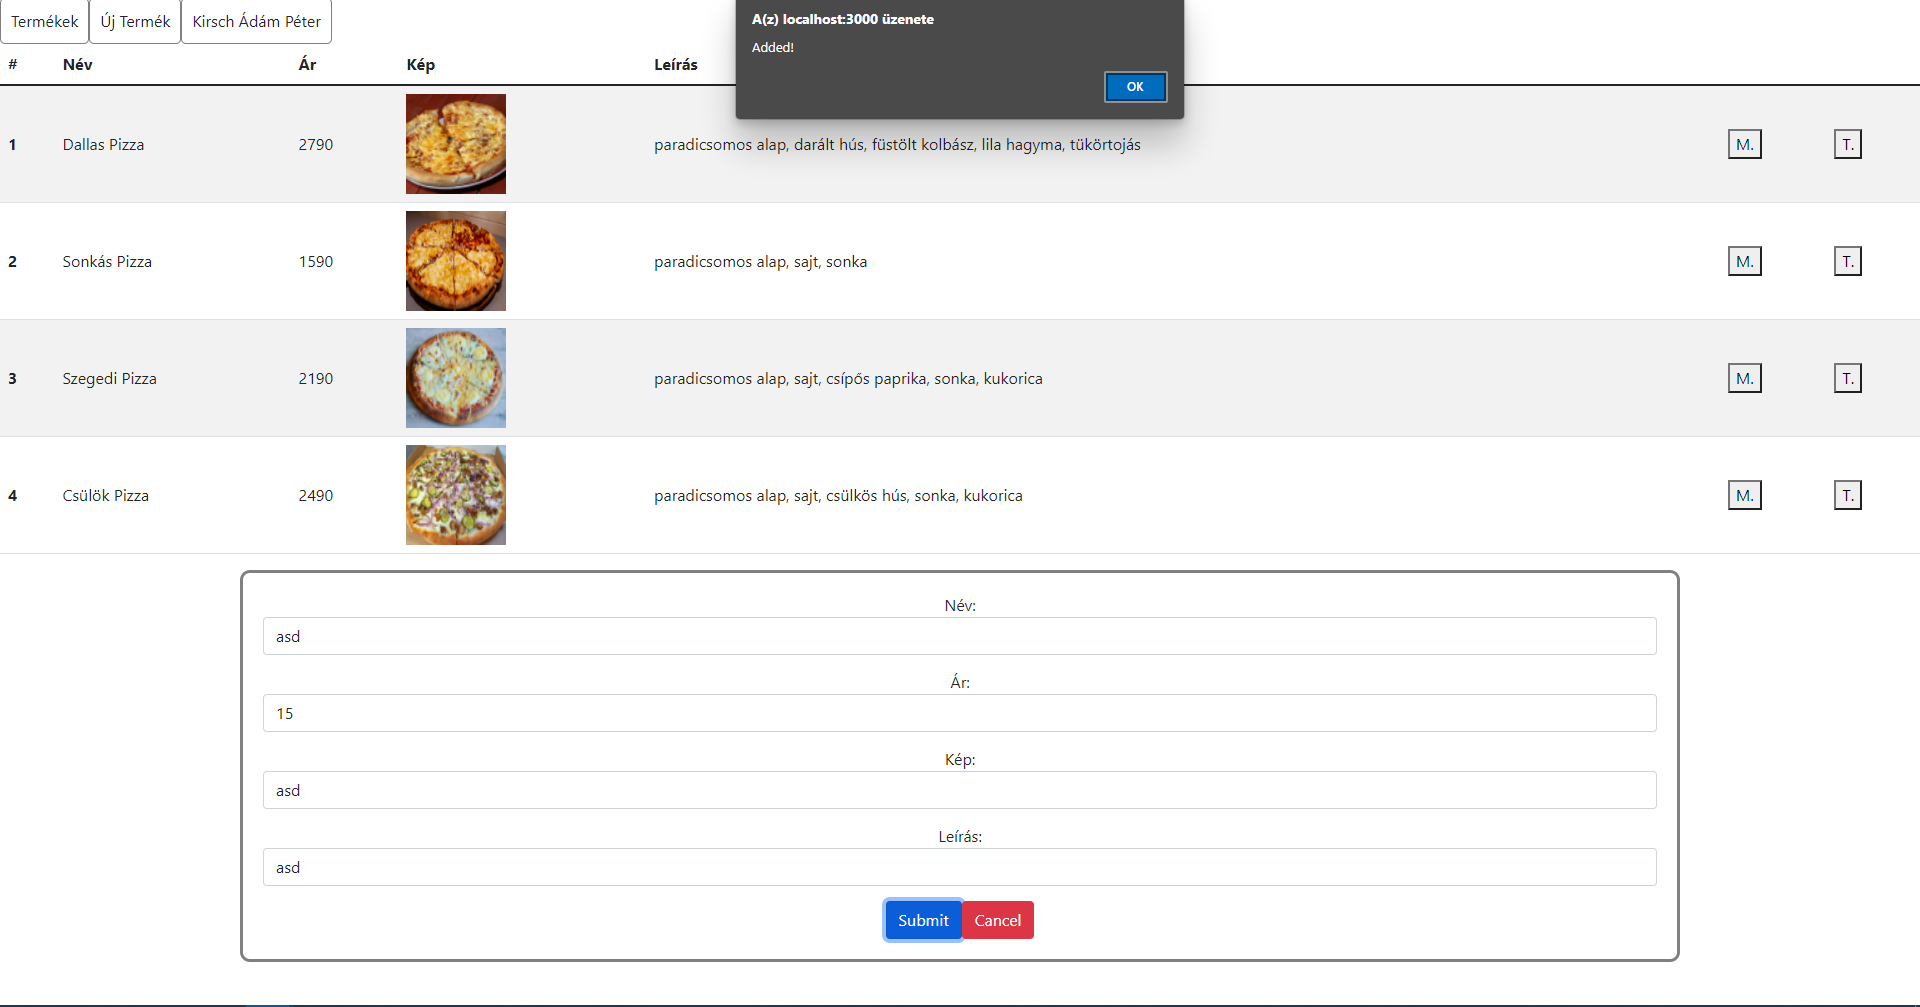 Termékek Új Termék Kirsch Ádám Péter
A(z) localhost:3000 üzenete
Added!
OK
# Név Ár Kép Leírás
1 Dallas Pizza 2790 paradicsomos alap, darált hús, füstölt kolbász, lila hagyma, tükörtojás M. T.
2 Sonkás Pizza 1590 paradicsomos alap, sajt, sonka M. T.
3 Szegedi Pizza 2190 paradicsomos alap, sajt, csípős paprika, sonka, kukorica M. T.
4 Csülök Pizza 2490 paradicsomos alap, sajt, csülkös hús, sonka, kukorica M. T.
Név:
asd
Ár:
15
Kép:
asd
Leírás:
asd
Submit Cancel